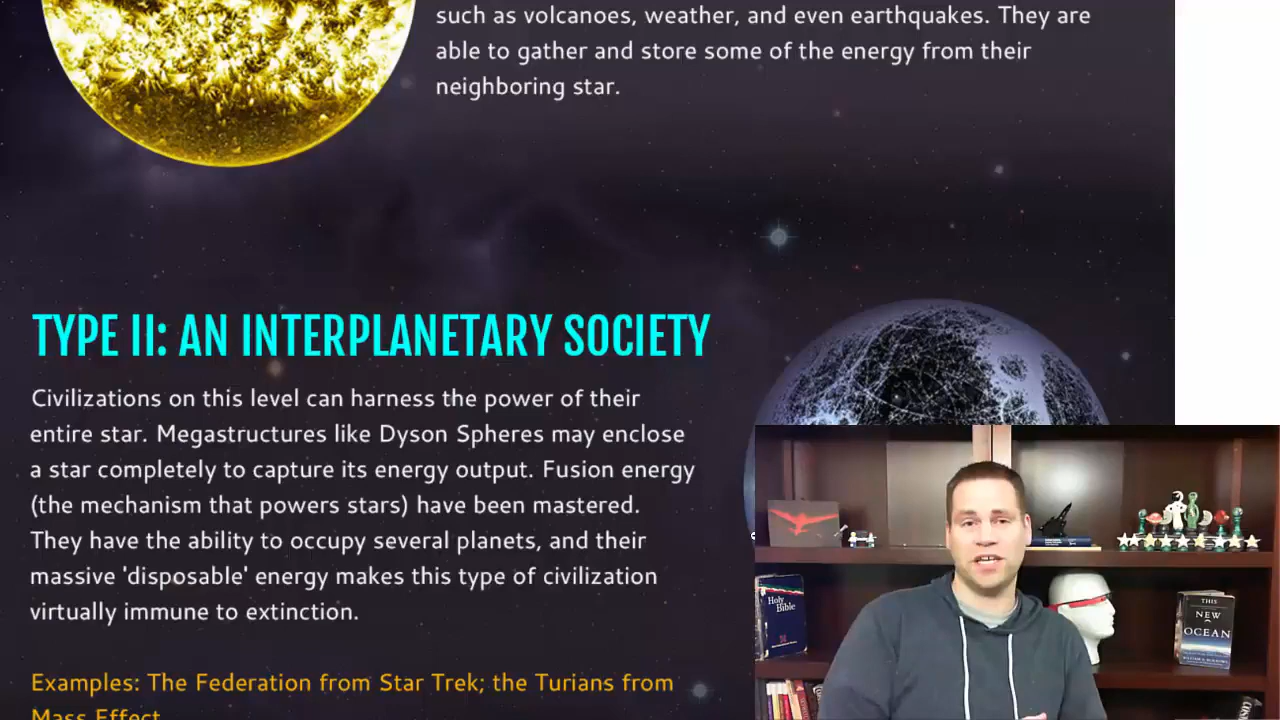 such as volcanoes, weather, and even earthquakes. They are
able to gather and store some of the energy from their
neighboring star.
TYPE II: AN INTERPLANETARY SOCIETY
Civilizations on this level can harness the power of their
entire star. Megastructures like Dyson Spheres may enclose
a star completely to capture its energy output. Fusion energy
(the mechanism that powers stars) have been mastered.
They have the ability to occupy several planets, and their
massive 'disposable' energy makes this type of civilization
virtually immune to extinction.
Examples: The Federation from Star Trek; the Turians from
Mass Effect
Holy
Bible
THIS
NEW
OCEAN